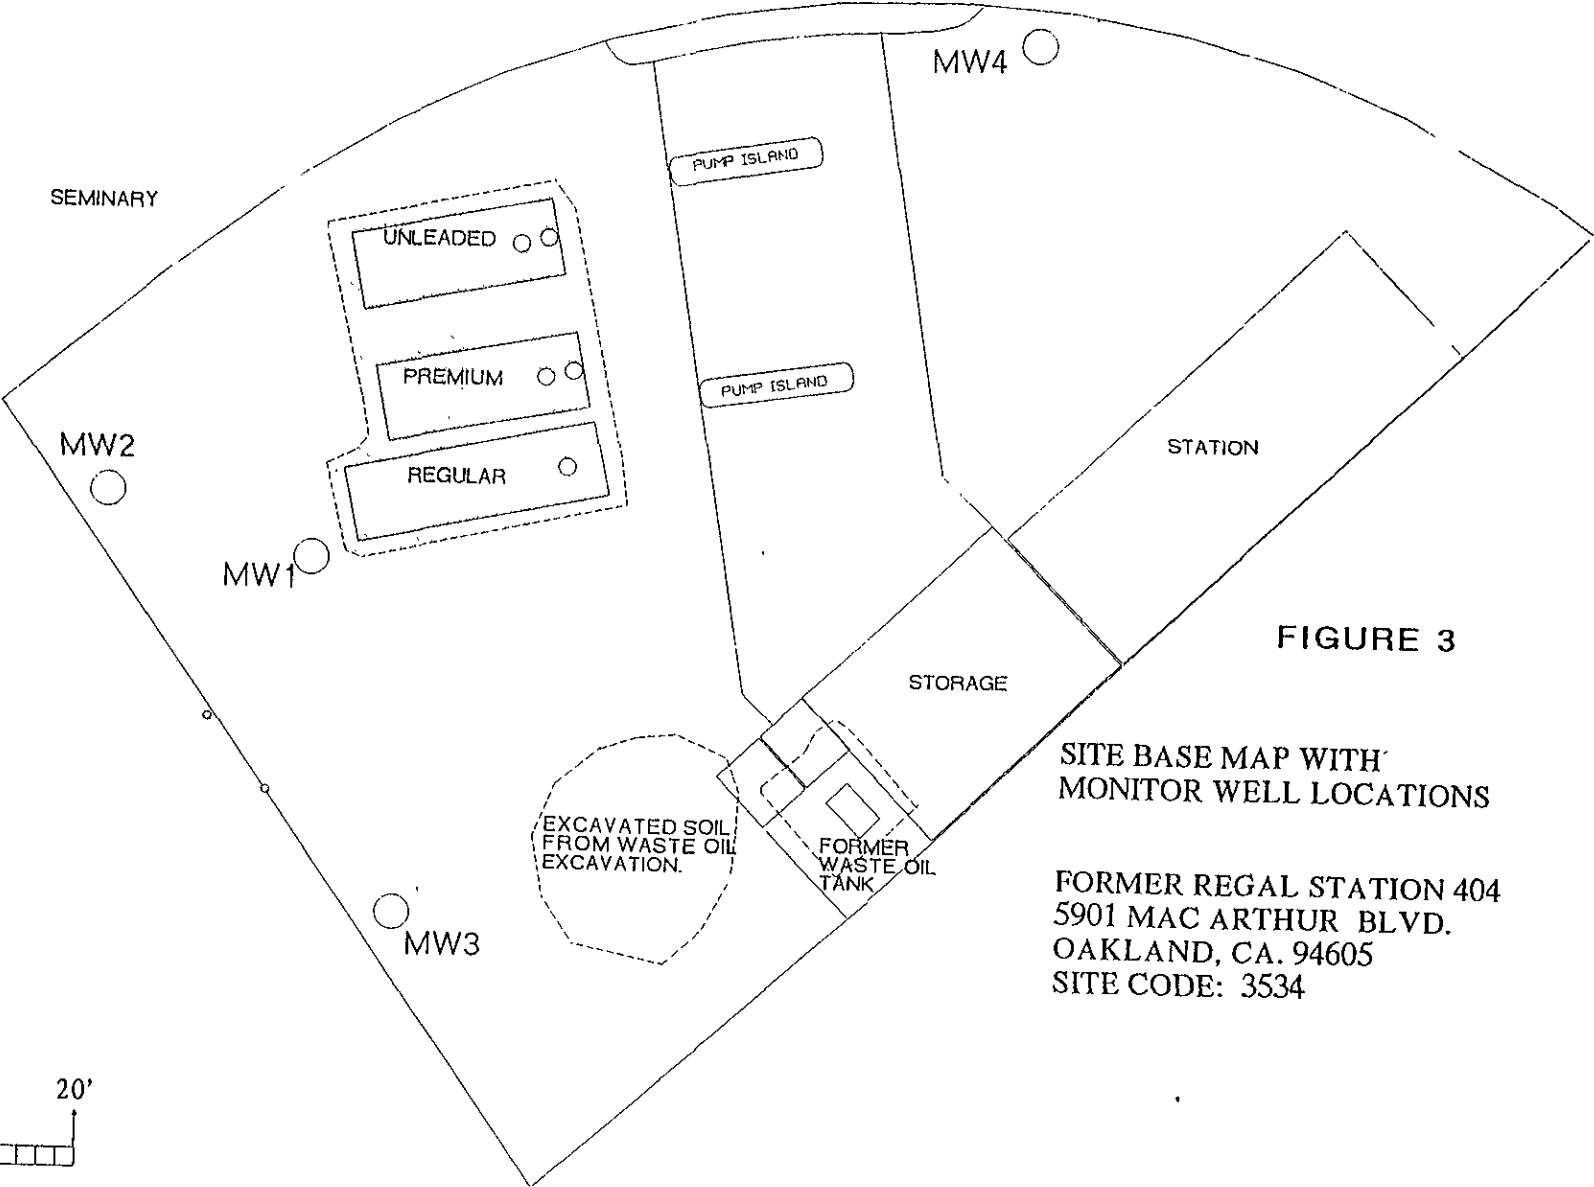 MW4
PUMP ISLAND
SEMINARY
UNLEADED
PREMIUM
PUMP ISLAND
MW2
REGULAR
STATION
MW1
FIGURE 3
STORAGE
SITE BASE MAP WITH
MONITOR WELL LOCATIONS
EXCAVATED SOIL
FROM WASTE OIL
EXCAVATION.
FORMER
WASTE OIL
TANK
FORMER REGAL STATION 404
5901 MAC ARTHUR BLVD.
OAKLAND, CA. 94605
SITE CODE: 3534
MW3
20'